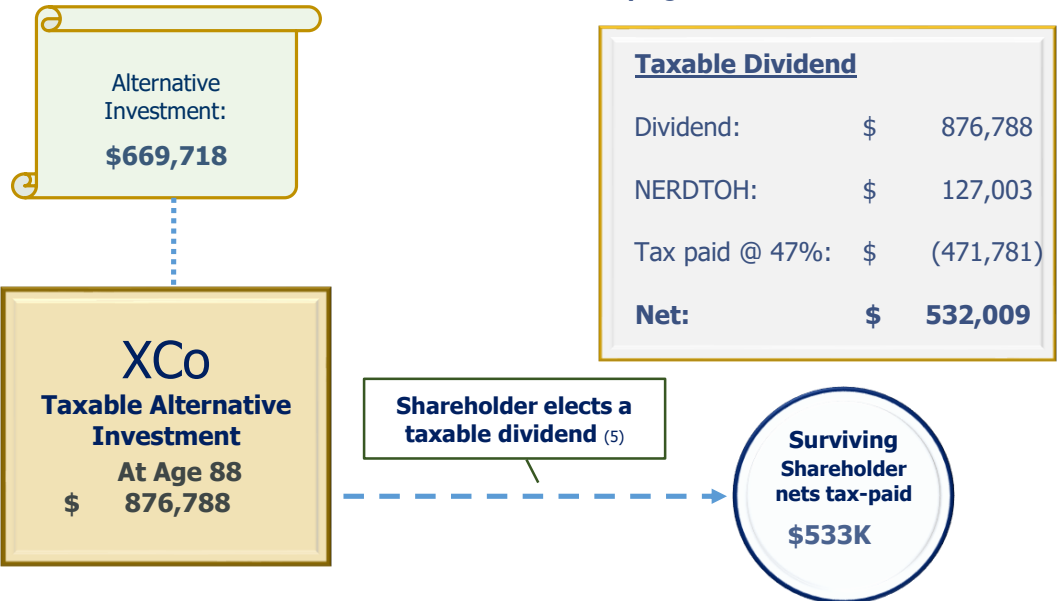 Alternative
Investment:
$669,718
Taxable Dividend
Dividend: $ 876,788
NERDTOH: $ 127,003
Tax paid @ 47%: $ (471,781)
Net: $ 532,009
XCo
Taxable Alternative
Investment
At Age 88
$ 876,788
Shareholder elects a
taxable dividend (5)
Surviving
Shareholder
nets tax-paid
$533K